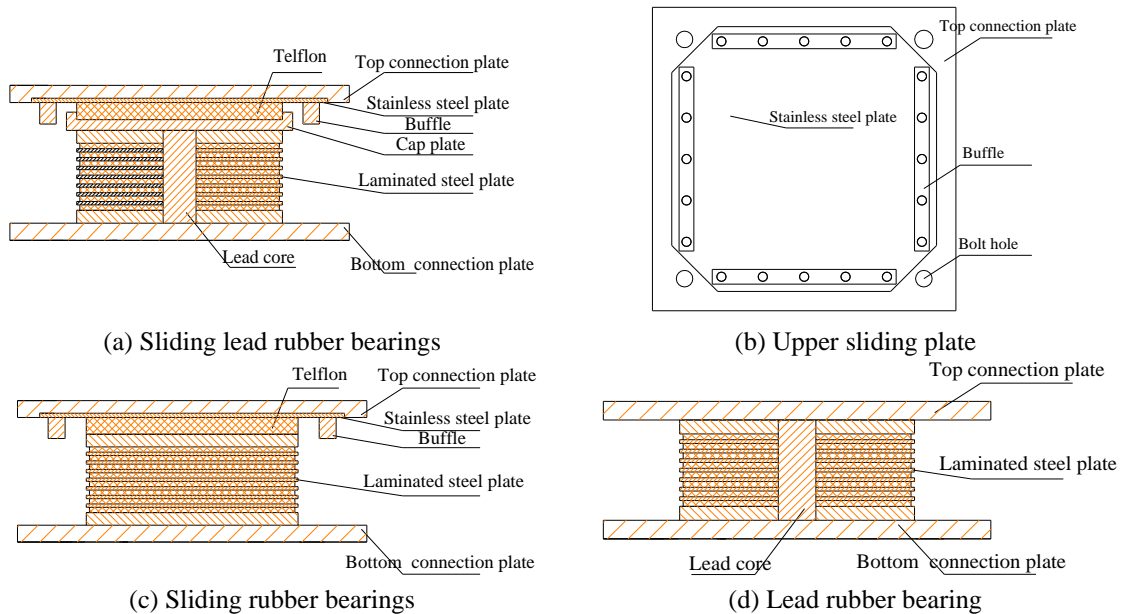 Telflon
Top connection plate
Stainless steel plate
Buffle
Cap plate
Laminated steel plate
Lead core
Bottom connection plate
(a) Sliding lead rubber bearings
Top connection plate
Stainless steel plate
Buffle
Bolt hole
(b) Upper sliding plate
Telflon
Top connection plate
Stainless steel plate
Buffle
Laminated steel plate
Bottom connection plate
(c) Sliding rubber bearings
Top connection plate
Laminated steel plate
Lead core
Bottom connection plate
(d) Lead rubber bearing